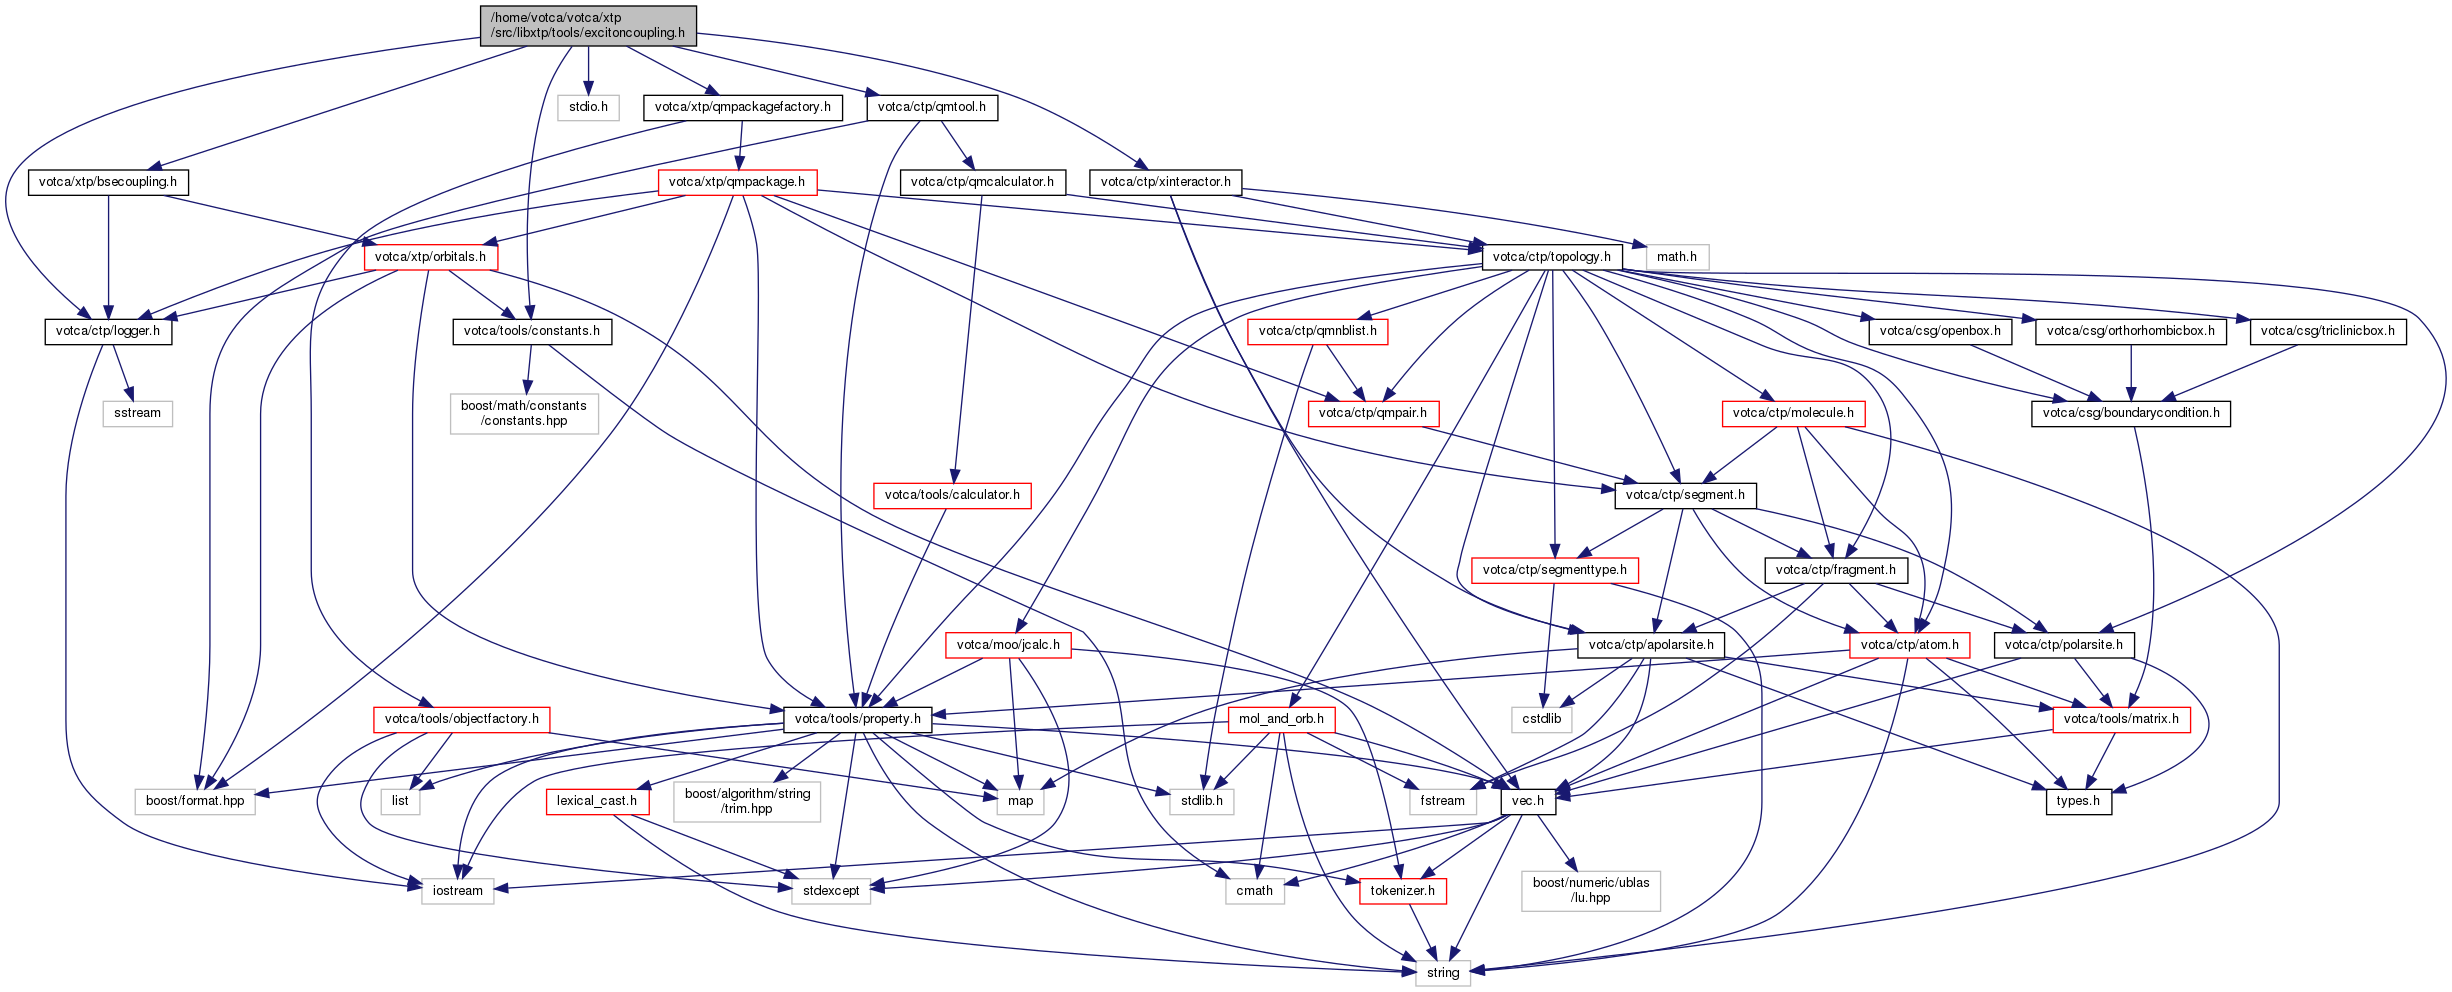 /home/votca/votca/xtp
/src/libxtp/tools/excitoncoupling.h
stdio.h
votca/xtp/qmpackagefactory.h
votca/ctp/qmtool.h
votca/xtp/bsecoupling.h
votca/xtp/qmpackage.h
votca/ctp/qmcalculator.h
votca/ctp/xinteractor.h
votca/xtp/orbitals.h
votca/ctp/topology.h
math.h
votca/ctp/logger.h
votca/tools/constants.h
votca/ctp/qmnblist.h
votca/csg/openbox.h
votca/csg/orthorhombicbox.h
votca/csg/triclinicbox.h
sstream
boost/math/constants
/constants.hpp
votca/ctp/qmpair.h
votca/ctp/molecule.h
votca/csg/boundarycondition.h
votca/tools/calculator.h
votca/ctp/segment.h
votca/ctp/segmenttype.h
votca/ctp/fragment.h
votca/moo/jcalc.h
votca/ctp/apolarsite.h
votca/ctp/atom.h
votca/ctp/polarsite.h
votca/tools/objectfactory.h
votca/tools/property.h
mol_and_orb.h
cstdlib
votca/tools/matrix.h
boost/format.hpp
list
lexical_cast.h
boost/algorithm/string
/trim.hpp
map
stdlib.h
fstream
vec.h
types.h
iostream
stdexcept
cmath
tokenizer.h
boost/numeric/ublas
/lu.hpp
string